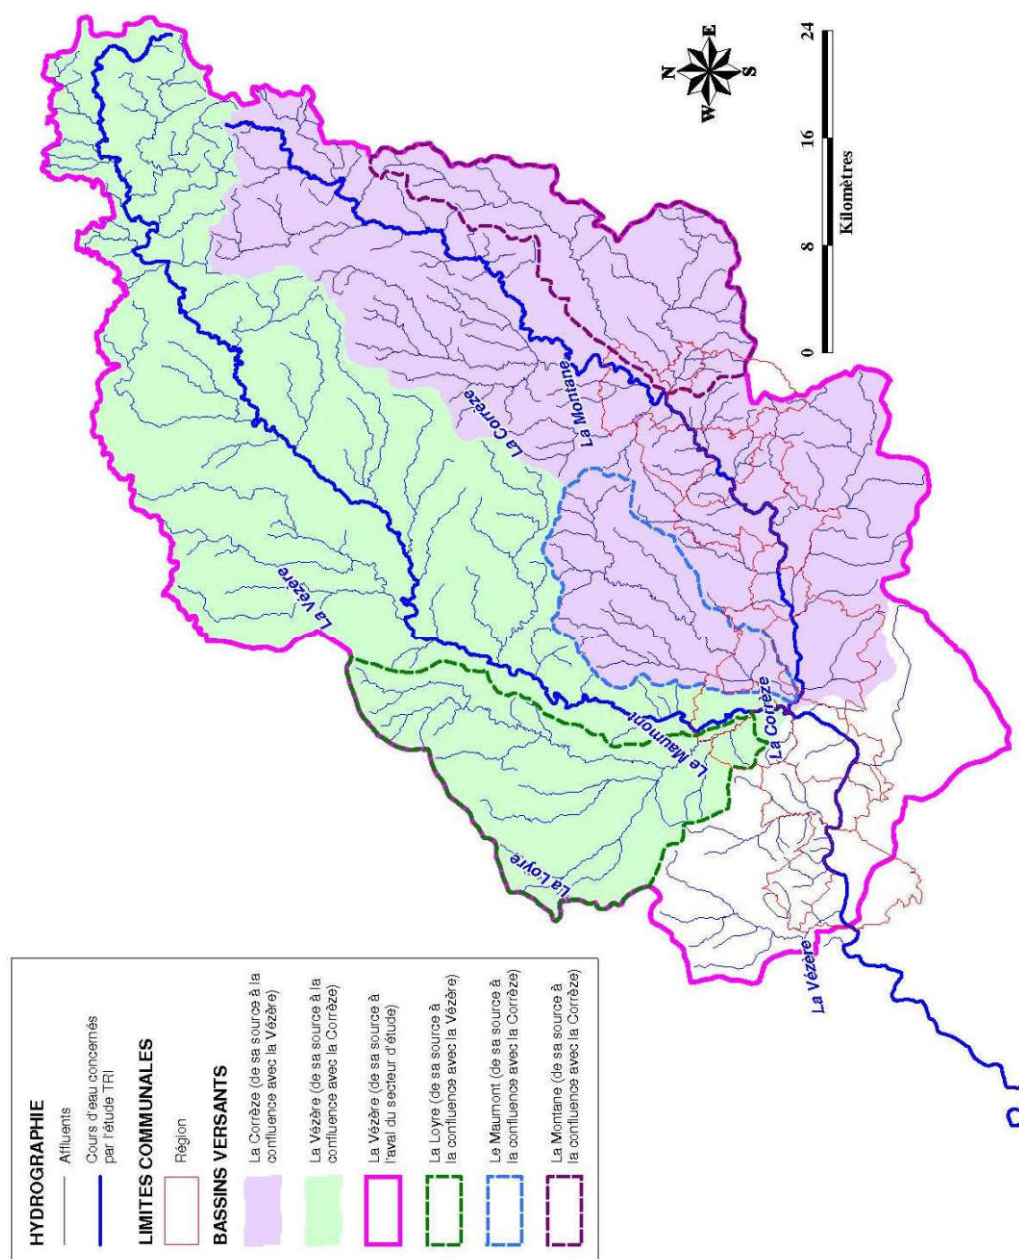 HYDROGRAPHIE
Affluents
Cours d'eau concernés
par l'étude TRI
LIMITES COMMUNALES
Région
BASSINS VERSANTS
La Corrèze (de sa source à la
confluence avec la Vézère)
La Vézère (de sa source à la
confluence avec la Corrèze)
La Vézère (de sa source à
l'aval du secteur d'étude)
La Loyre (de sa source à
la confluence avec la Vézère)
Le Maumont (de sa source à
la confluence avec la Corrèze)
La Montane (de sa source à
la confluence avec la Corrèze)
La Vézère
La Loyre
Le Maumont
La Corrèze
La Vézère
La Corrèze
La Montane
N
E
S
W
0
8
16
24
Kilomètres